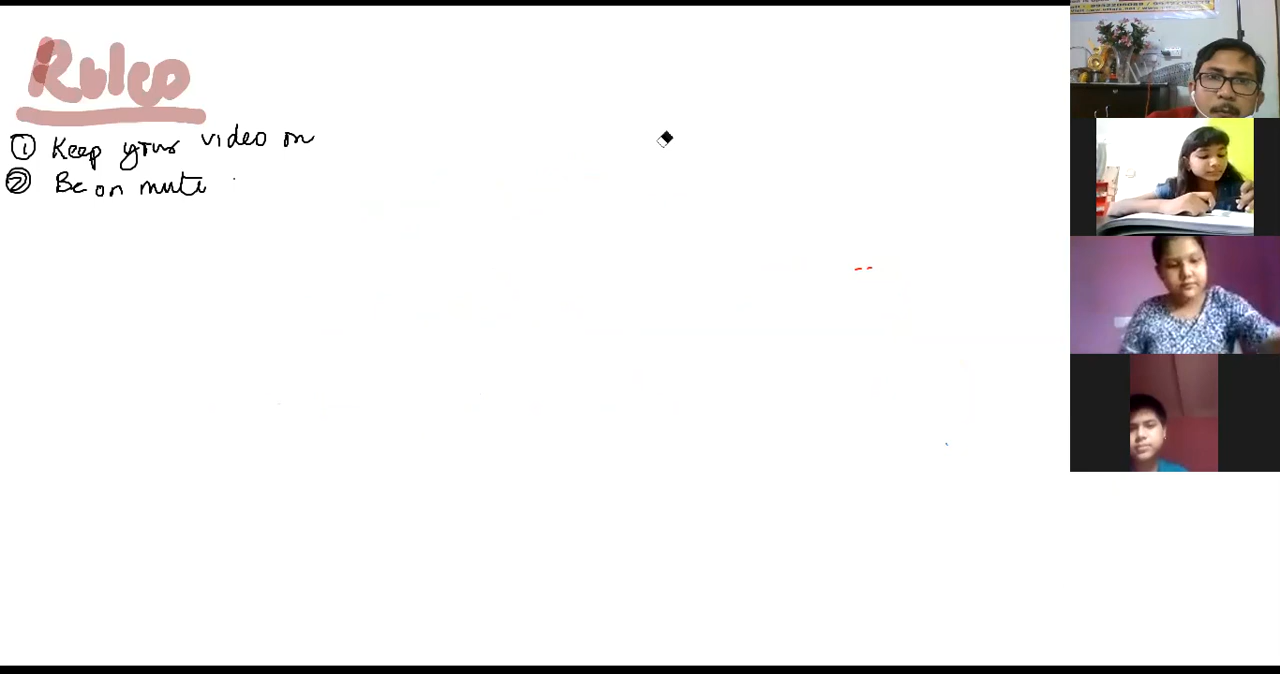 Rules
① Keep your video on
② Be on mute